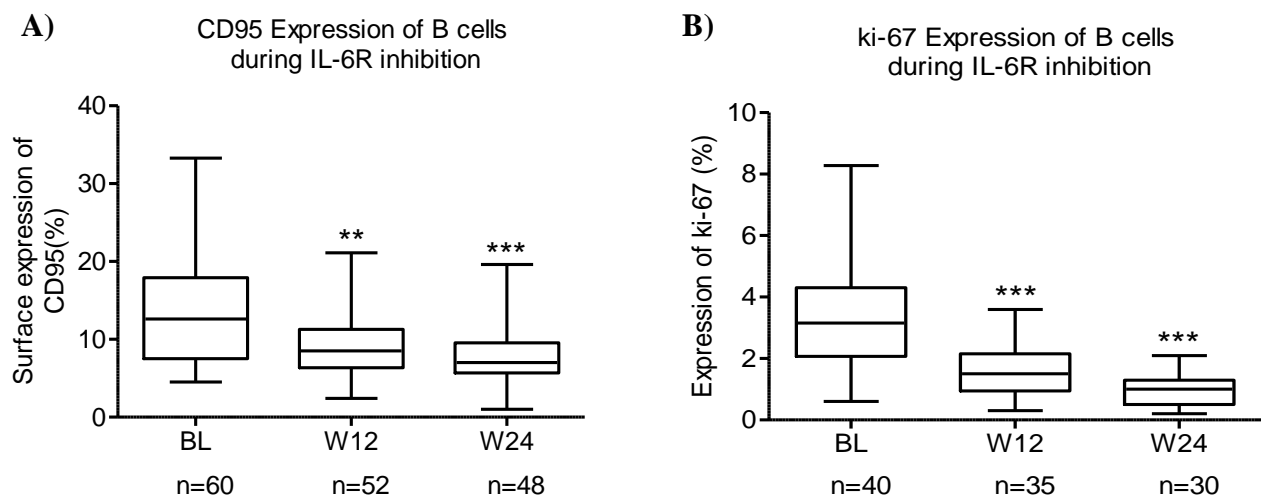 A)
CD95 Expression of B cells
during IL-6R inhibition
Surface expression of
CD95(%)
40
30
20
10
0
**
***
BL
W12
W24
n=60
n=52
n=48
B)
ki-67 Expression of B cells
during IL-6R inhibition
Expression of ki-67 (%)
10
8
6
4
2
0
***
***
BL
W12
W24
n=40
n=35
n=30